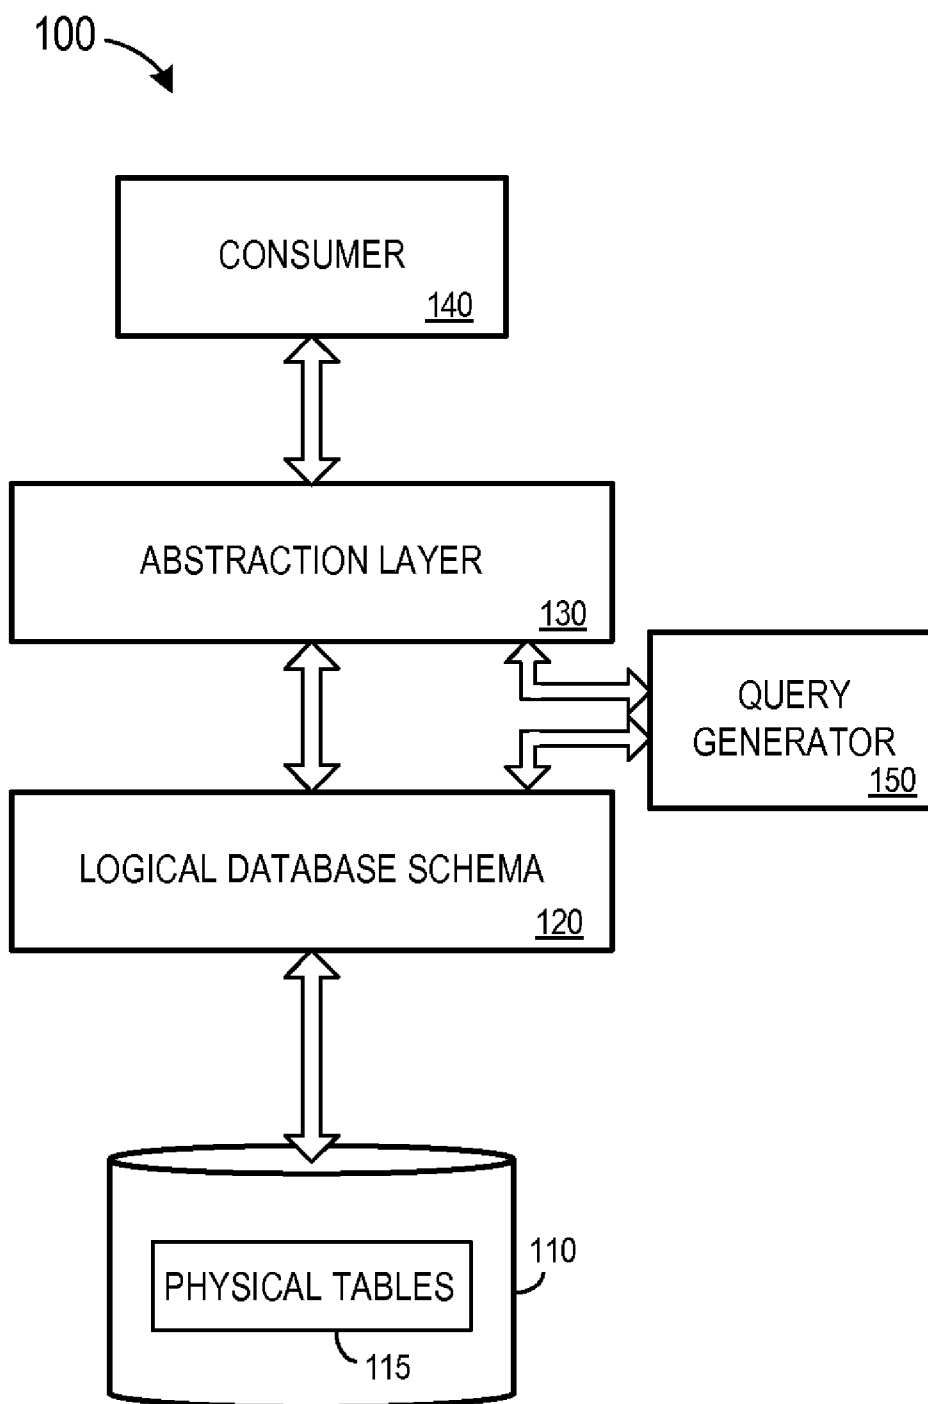 100
CONSUMER
140
ABSTRACTION LAYER
130
QUERY
GENERATOR
150
LOGICAL DATABASE SCHEMA
120
110
PHYSICAL TABLES
115